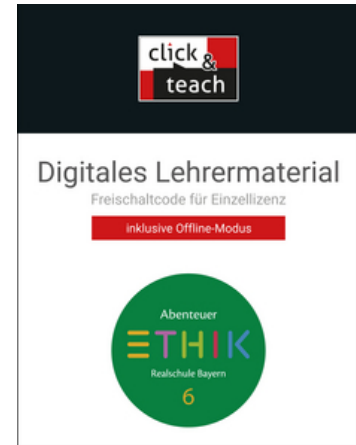 click &
teach
Digitales Lehrermaterial
Freischaltcode für Einzellizenz
inklusive Offline-Modus
Abenteuer
ETHIK
Realschule Bayern
6